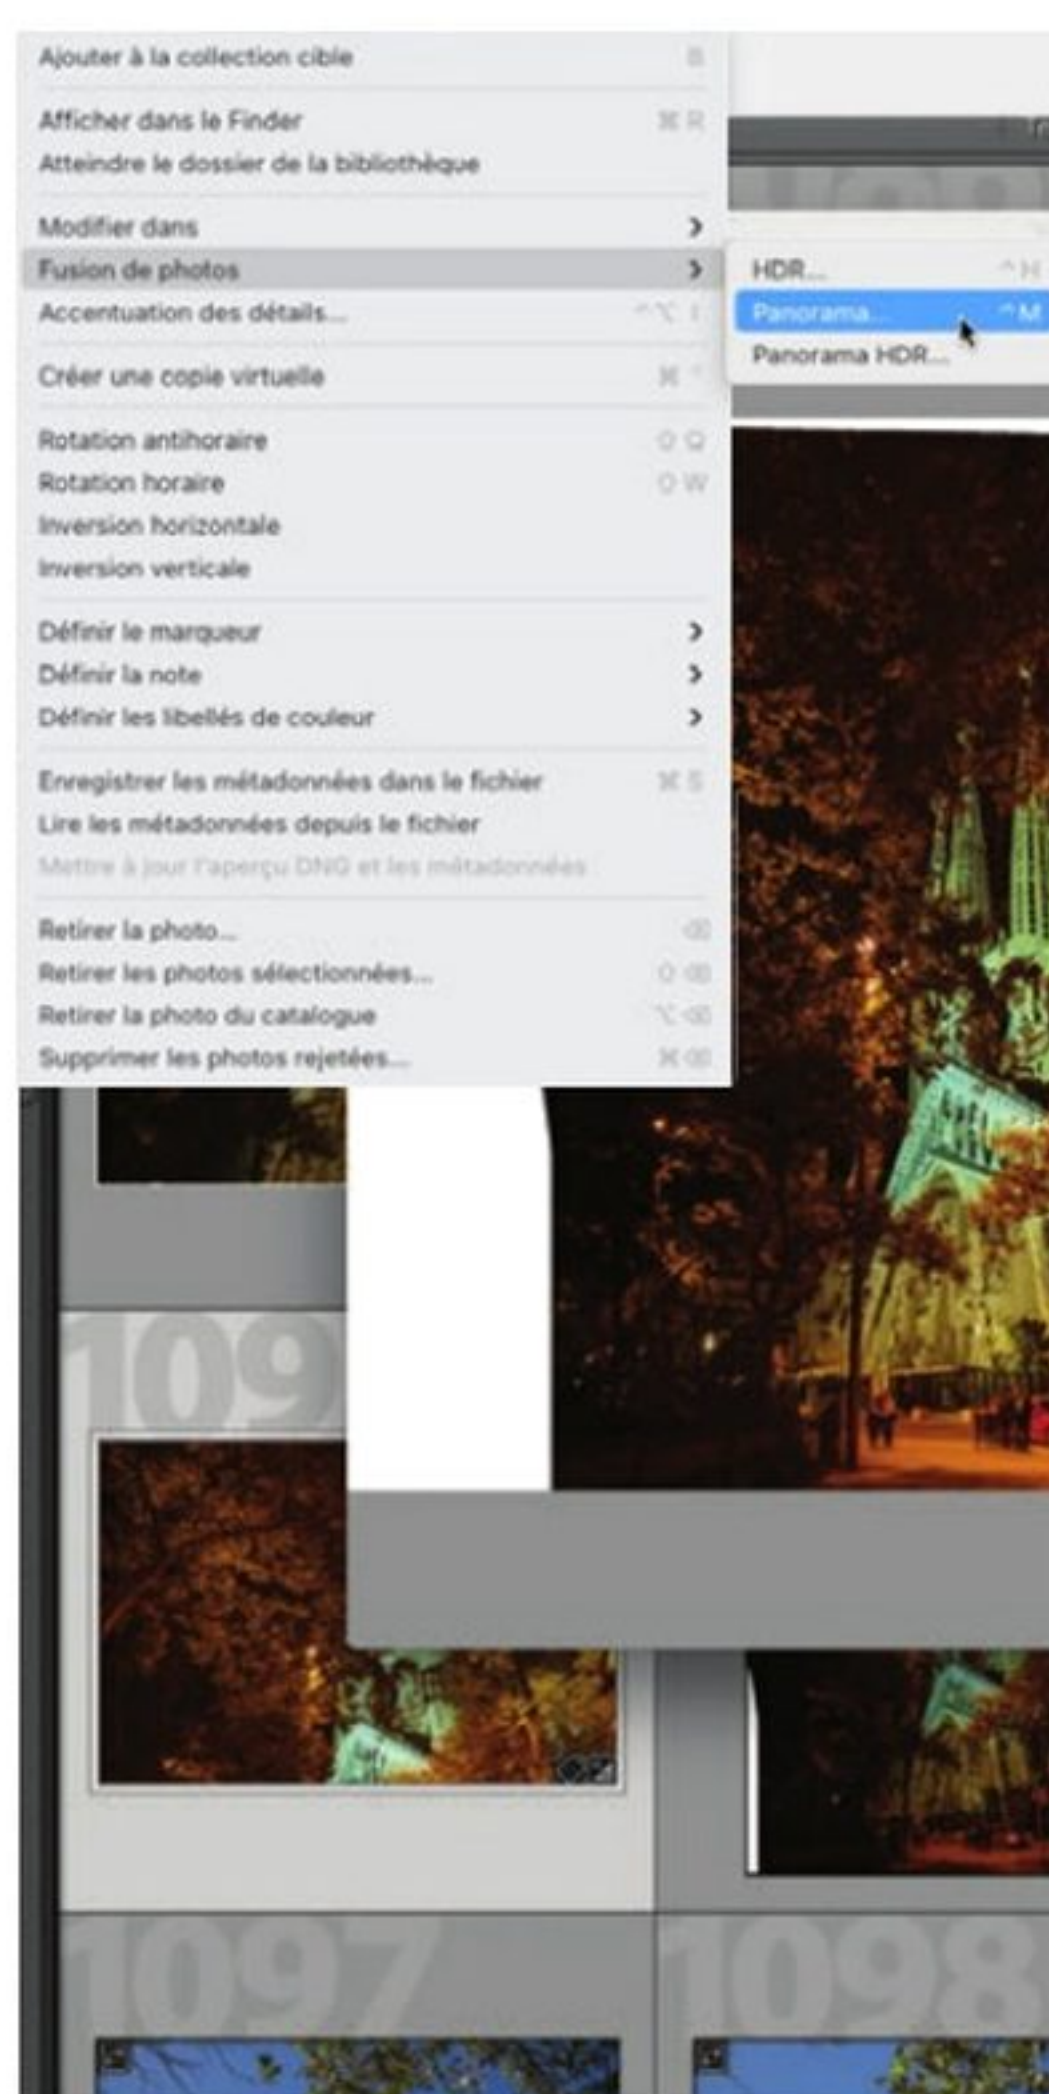 Ajouter à la collection cible B
Afficher dans le Finder ⌘ R
Atteindre le dossier de la bibliothèque
Modifier dans
Fusion de photos
HDR... ^H
Panorama... ^M
Panorama HDR...
Accentuation des détails... ^⌥ I
Créer une copie virtuelle ⌘ '
Rotation antihoraire
Rotation horaire
Inversion horizontale
Inversion verticale
Définir le marqueur
Définir la note
Définir les libellés de couleur
Enregistrer les métadonnées dans le fichier ⌘ S
Lire les métadonnées depuis le fichier
Mettre à jour l'aperçu DNG et les métadonnées
Retirer la photo...
Retirer les photos sélectionnées...
Retirer la photo du catalogue
Supprimer les photos rejetées...
109
1097 1098